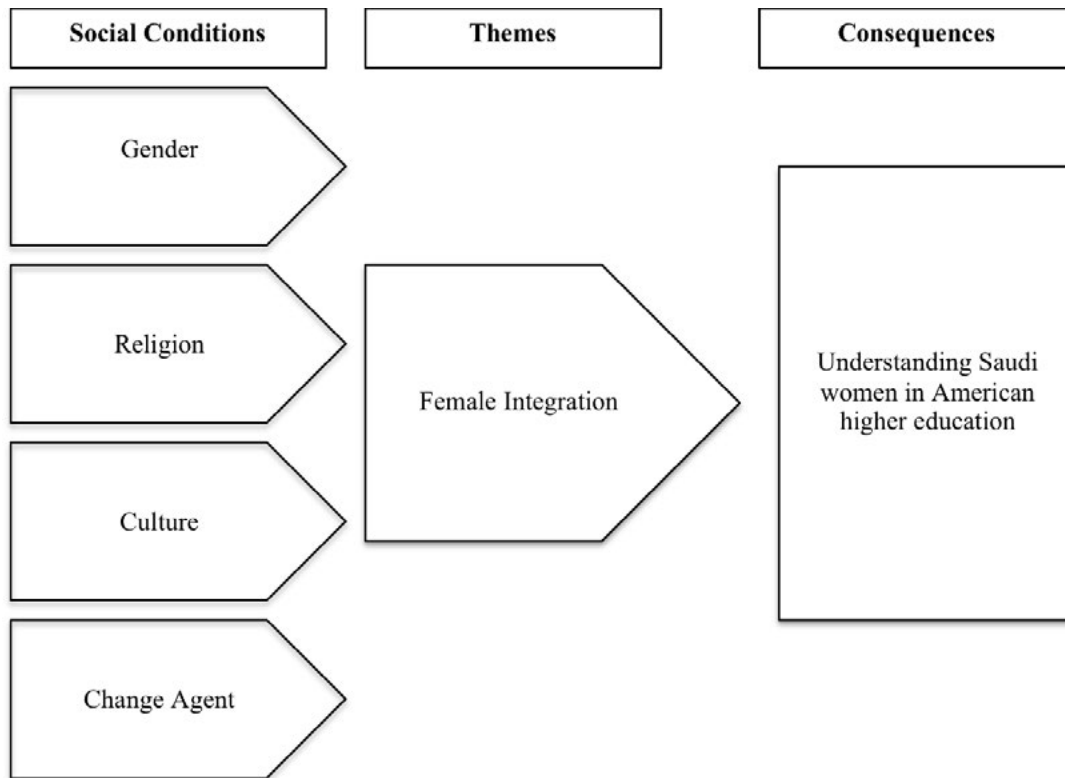 Social Conditions
Themes
Consequences
Gender
Religion
Culture
Change Agent
Female Integration
Understanding Saudi
women in American
higher education